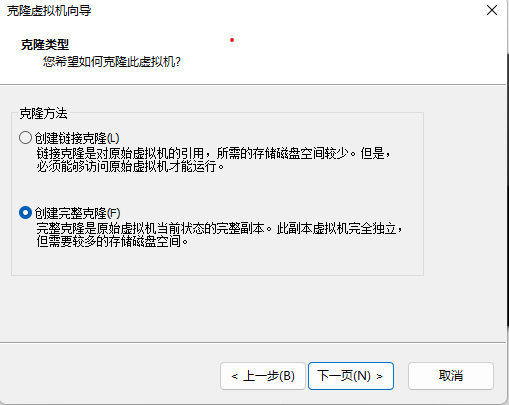 克隆虚拟机向导
克隆类型
您希望如何克隆此虚拟机?
克隆方法
创建链接克隆(L)
链接克隆是对原始虚拟机的引用，所需的存储磁盘空间较少。但是，
必须能够访问原始虚拟机才能运行。
创建完整克隆(F)
完整克隆是原始虚拟机当前状态的完整副本。此副本虚拟机完全独立，
但需要较多的存储磁盘空间。
< 上一步(B) 下一页(N) > 取消